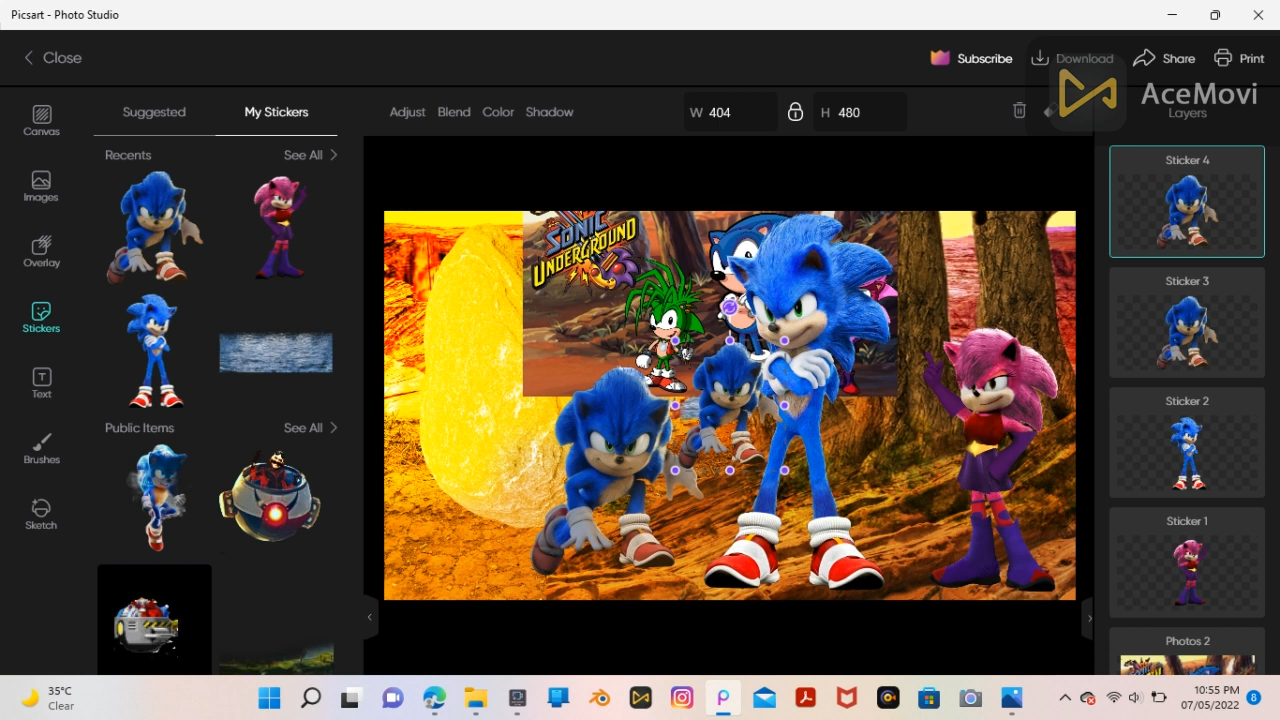 Picsart - Photo Studio
Close
Subscribe
Download
Share
Print
AceMovi
Canvas
Images
Overlay
Stickers
Text
Brushes
Sketch
Suggested
My Stickers
Recents
See All
Public Items
See All
Adjust
Blend
Color
Shadow
W 404
H 480
SONIC
UNDERGROUND
Layers
Sticker 4
Sticker 3
Sticker 2
Sticker 1
Photos 2
35°C
Clear
10:55 PM
07/05/2022
8